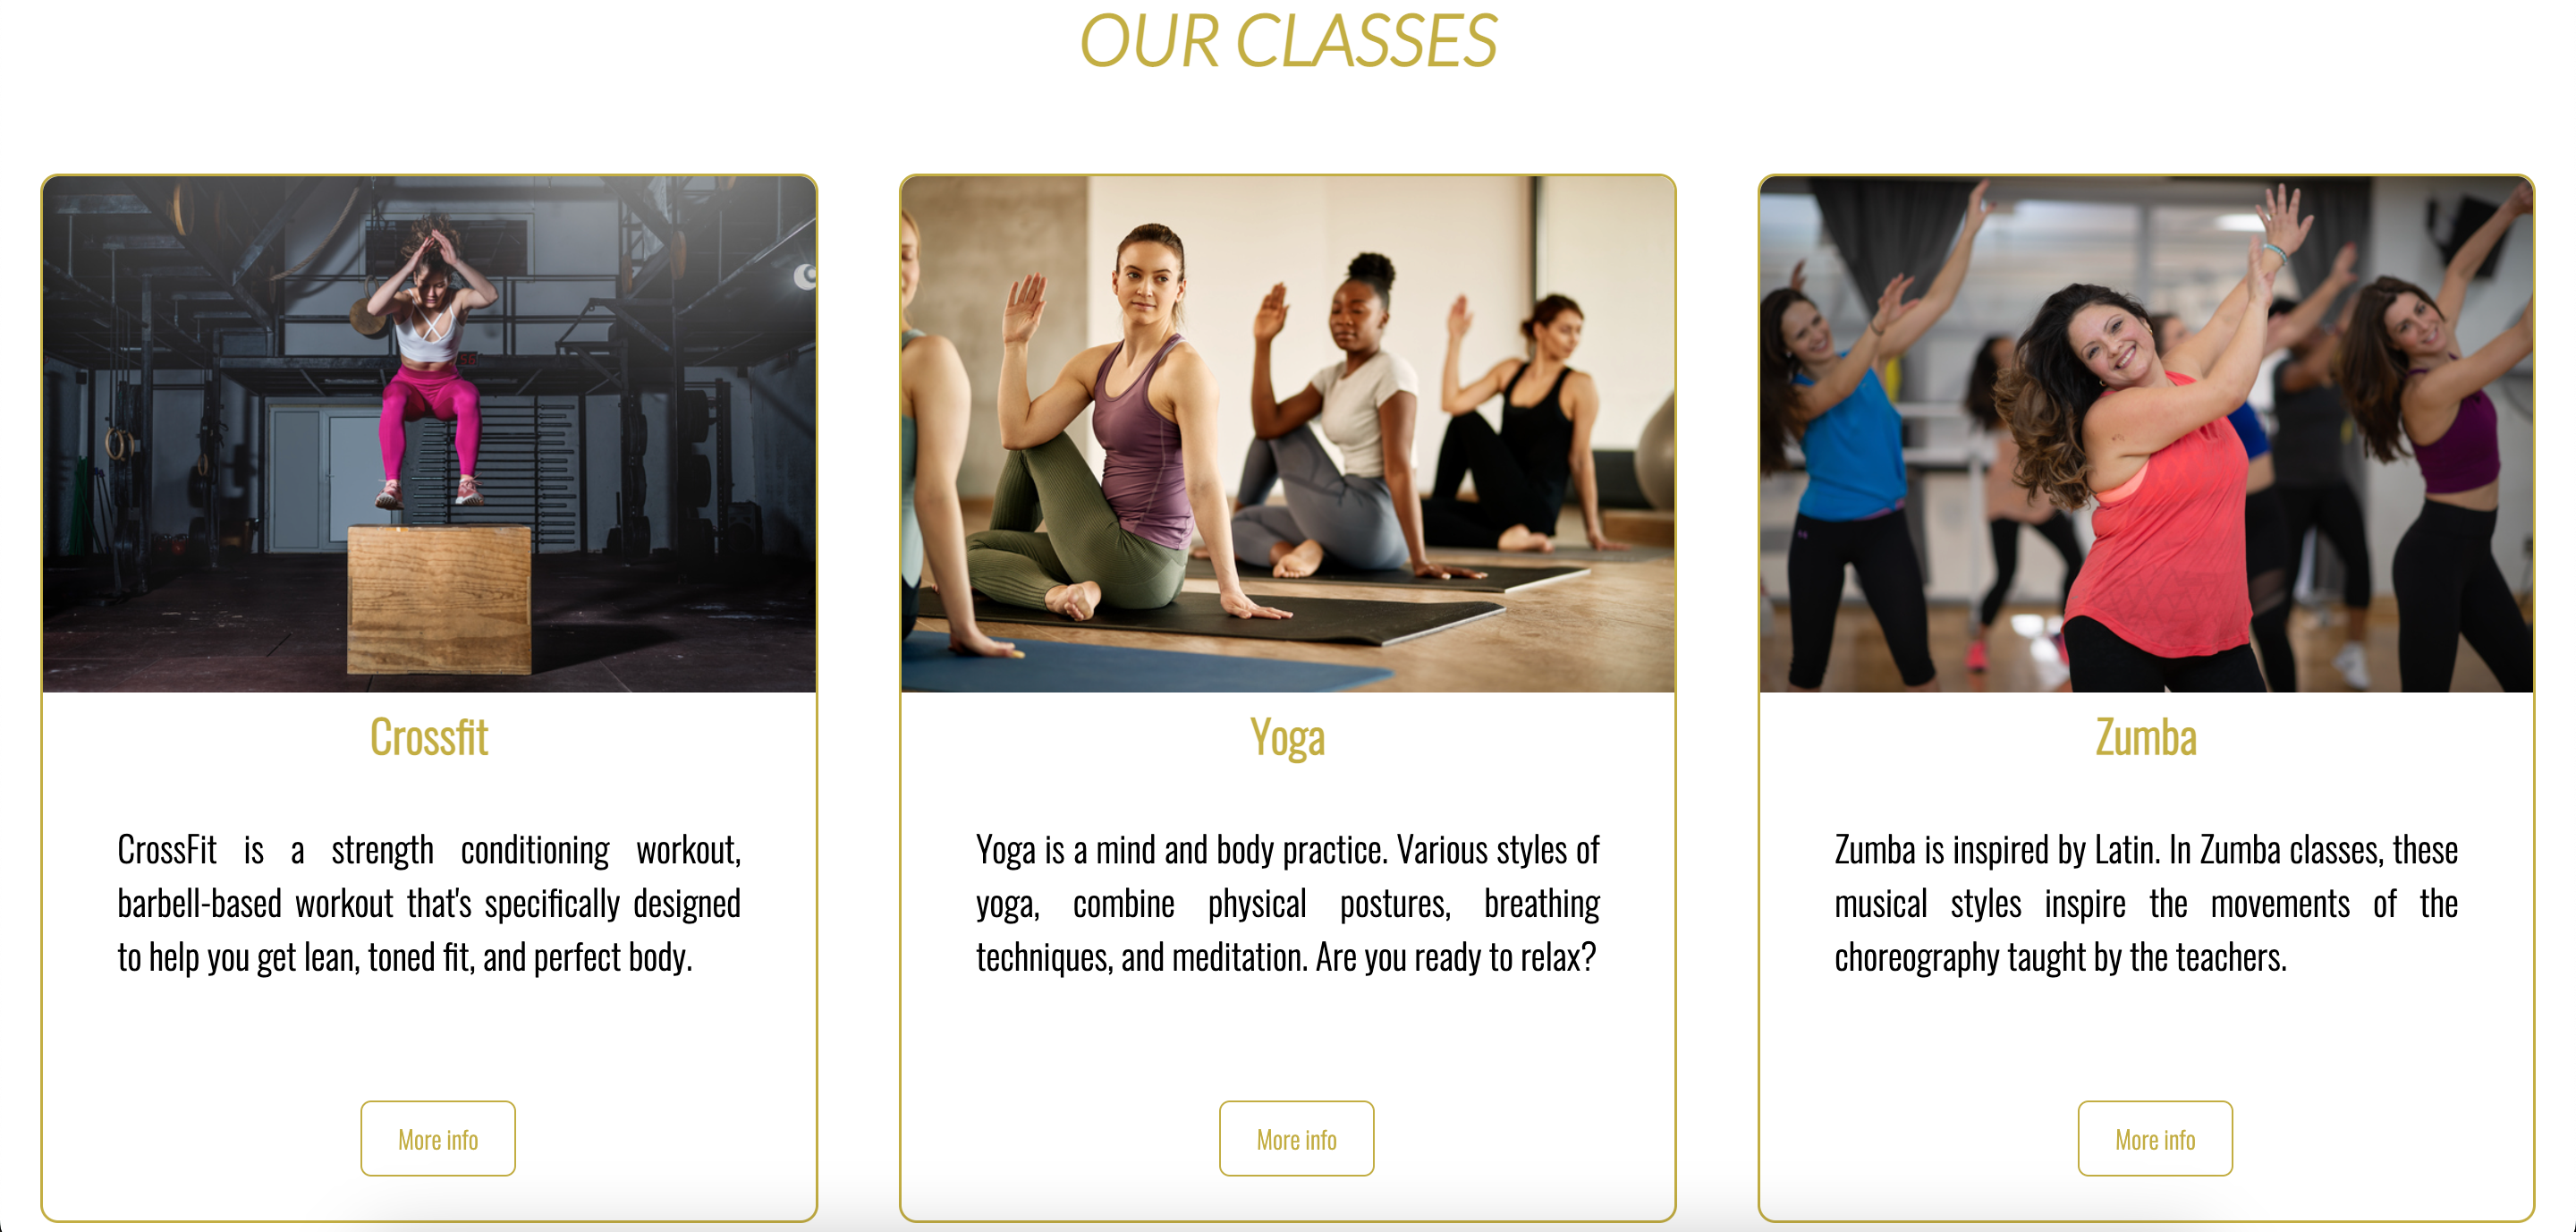 OUR CLASSES
Crossfit
CrossFit is a strength conditioning workout,
barbell-based workout that's specifically designed
to help you get lean, toned fit, and perfect body.
More info
Yoga
Yoga is a mind and body practice. Various styles of
yoga, combine physical postures, breathing
techniques, and meditation. Are you ready to relax?
More info
Zumba
Zumba is inspired by Latin. In Zumba classes, these
musical styles inspire the movements of the
choreography taught by the teachers.
More info